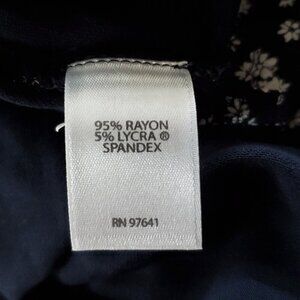 95% RAYON
5% LYCRA ®
SPANDEX
RN 97641